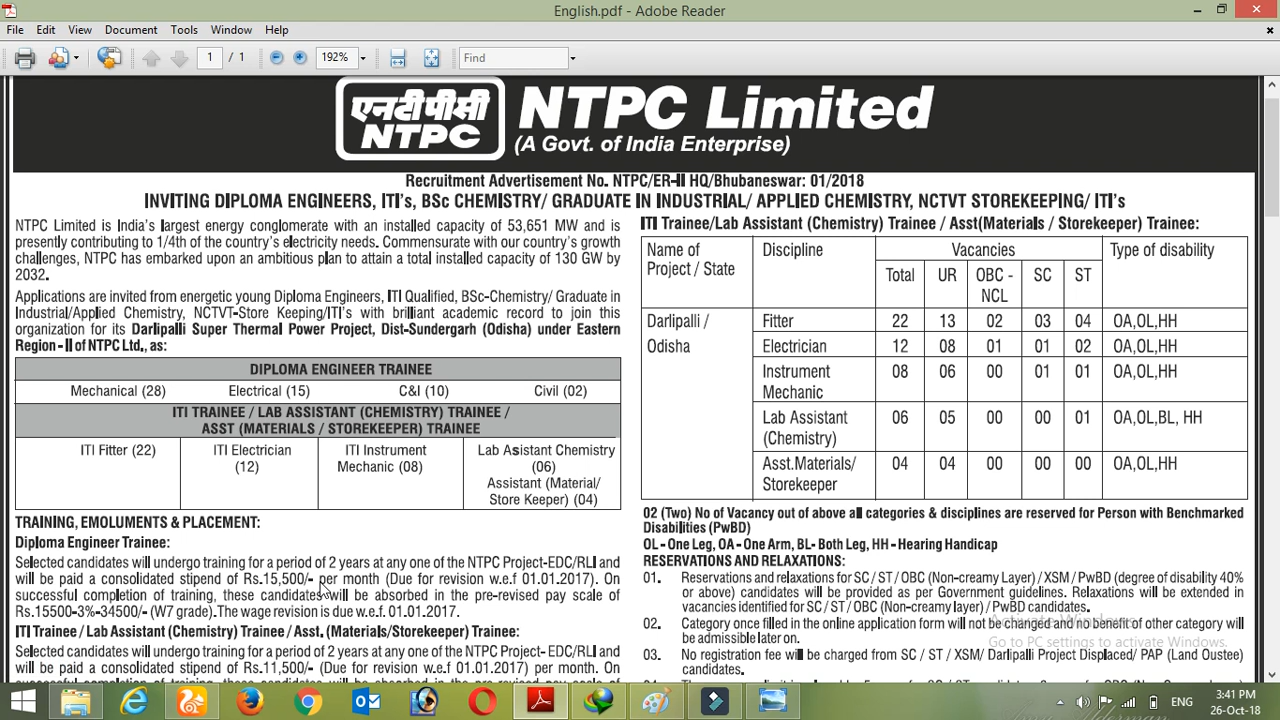 English.pdf - Adobe Reader
File Edit View Document Tools Window Help
1 / 1 192% Find
एनटीपीसी
NTPC
NTPC Limited
(A Govt. of India Enterprise)
Recruitment Advertisement No. NTPC/ER-II HQ/Bhubaneswar: 01/2018
INVITING DIPLOMA ENGINEERS, ITI's, BSc CHEMISTRY/ GRADUATE IN INDUSTRIAL/ APPLIED CHEMISTRY, NCTVT STOREKEEPING/ ITI's
NTPC Limited is India's largest energy conglomerate with an installed capacity of 53,651 MW and is
presently contributing to 1/4th of the country's electricity needs. Commensurate with our country's growth
challenges, NTPC has embarked upon an ambitious plan to attain a total installed capacity of 130 GW by
2032.
Applications are invited from energetic young Diploma Engineers, ITI Qualified, BSc-Chemistry/ Graduate in
Industrial/Applied Chemistry, NCTVT-Store Keeping/ITI's with brilliant academic record to join this
organization for its Darlipalli Super Thermal Power Project, Dist-Sundergarh (Odisha) under Eastern
Region - II of NTPC Ltd., as:
DIPLOMA ENGINEER TRAINEE
Mechanical (28) Electrical (15) C&I (10) Civil (02)
ITI TRAINEE / LAB ASSISTANT (CHEMISTRY) TRAINEE /
ASST (MATERIALS / STOREKEEPER) TRAINEE
ITI Fitter (22) ITI Electrician ITI Instrument Lab Assistant Chemistry
(12) Mechanic (08) (06)
Assistant (Material/
Store Keeper) (04)
TRAINING, EMOLUMENTS & PLACEMENT:
Diploma Engineer Trainee:
Selected candidates will undergo training for a period of 2 years at any one of the NTPC Project-EDC/RLI and
will be paid a consolidated stipend of Rs.15,500/- per month (Due for revision w.e.f 01.01.2017). On
successful completion of training, these candidates will be absorbed in the pre-revised pay scale of
Rs.15500-3%-34500/- (W7 grade). The wage revision is due w.e.f. 01.01.2017.
ITI Trainee / Lab Assistant (Chemistry) Trainee / Asst. (Materials/Storekeeper) Trainee:
Selected candidates will undergo training for a period of 2 years at any one of the NTPC Project- EDC/RLI and
will be paid a consolidated stipend of Rs.11,500/- (Due for revision w.e.f 01.01.2017) per month. On
successful completion of training, these candidates will be absorbed in the pre-revised pay scale of
ITI Trainee/Lab Assistant (Chemistry) Trainee / Asst(Materials / Storekeeper) Trainee:
Name of Discipline Vacancies Type of disability
Project / State Total UR OBC - SC ST
NCL
Darlipalli / Fitter 22 13 02 03 04 OA,OL,HH
Odisha Electrician 12 08 01 01 02 OA,OL,HH
Instrument 08 06 00 01 01 OA,OL,HH
Mechanic
Lab Assistant 06 05 00 00 01 OA,OL,BL, HH
(Chemistry)
Asst.Materials/ 04 04 00 00 00 OA,OL,HH
Storekeeper
02 (Two) No of Vacancy out of above all categories & disciplines are reserved for Person with Benchmarked
Disabilities (PwBD)
OL - One Leg, OA - One Arm, BL- Both Leg, HH - Hearing Handicap
RESERVATIONS AND RELAXATIONS:
01. Reservations and relaxations for SC / ST / OBC (Non-creamy Layer) / XSM / PwBD (degree of disability 40%
or above) candidates will be provided as per Government guidelines. Relaxations will be extended in
vacancies identified for SC / ST / OBC (Non-creamy layer) / PwBD candidates.
02. Category once filled in the online application form will not be changed and no benefit of other category will
be admissible later on.
03. No registration fee will be charged from SC / ST / XSM/ Darlipalli Project Displaced/ PAP (Land Oustee)
candidates.
Activate Windows
Go to PC settings to activate Windows.
ENG
3:41 PM
26-Oct-18